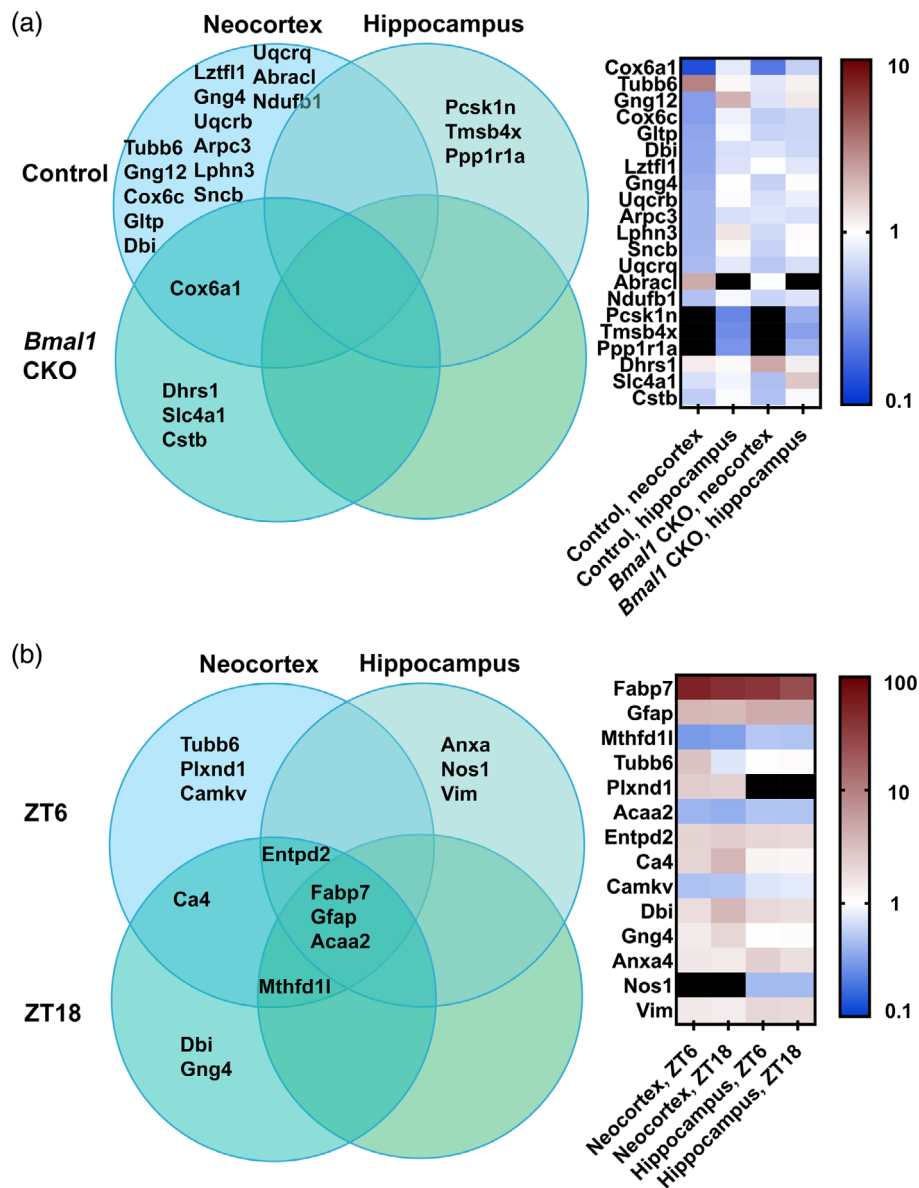 (a)
Neocortex
Hippocampus
Uqcrq
Abracl
Ndufb1
Lztfl1
Gng4
Uqcrb
Arpc3
Lphn3
Sncb
Tubb6
Gng12
Cox6c
Gltp
Dbi
Pcsk1n
Tmsb4x
Ppp1r1a
Control
Cox6a1
Bmal1
CKO
Dhrs1
Slc4a1
Cstb
Cox6a1
Tubb6
Gng12
Cox6c
Gltp
Dbi
Lztfl1
Gng4
Uqcrb
Arpc3
Lphn3
Sncb
Uqcrq
Abracl
Ndufb1
Pcsk1n
Tmsb4x
Ppp1r1a
Dhrs1
Slc4a1
Cstb
Control, neocortex
Control, hippocampus
Bmal1 CKO, neocortex
Bmal1 CKO, hippocampus
10
1
0.1
(b)
Neocortex
Hippocampus
Tubb6
Plxnd1
Camkv
Anxa
Nos1
Vim
ZT6
Entpd2
Ca4
Fabp7
Gfap
Acaa2
Mthfd1l
ZT18
Dbi
Gng4
Fabp7
Gfap
Mthfd1l
Tubb6
Plxnd1
Acaa2
Entpd2
Ca4
Camkv
Dbi
Gng4
Anxa4
Nos1
Vim
Neocortex, ZT6
Neocortex, ZT18
Hippocampus, ZT6
Hippocampus, ZT18
100
10
1
0.1